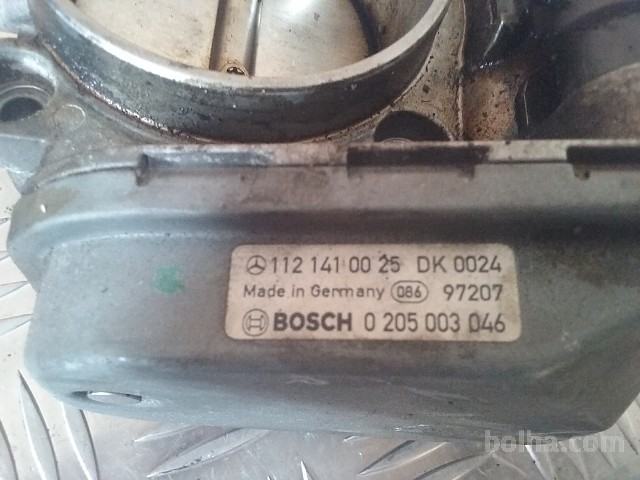 112 141 00 25 DK 0024
Made in Germany 086 97207
BOSCH 0 205 003 046
bolha.com